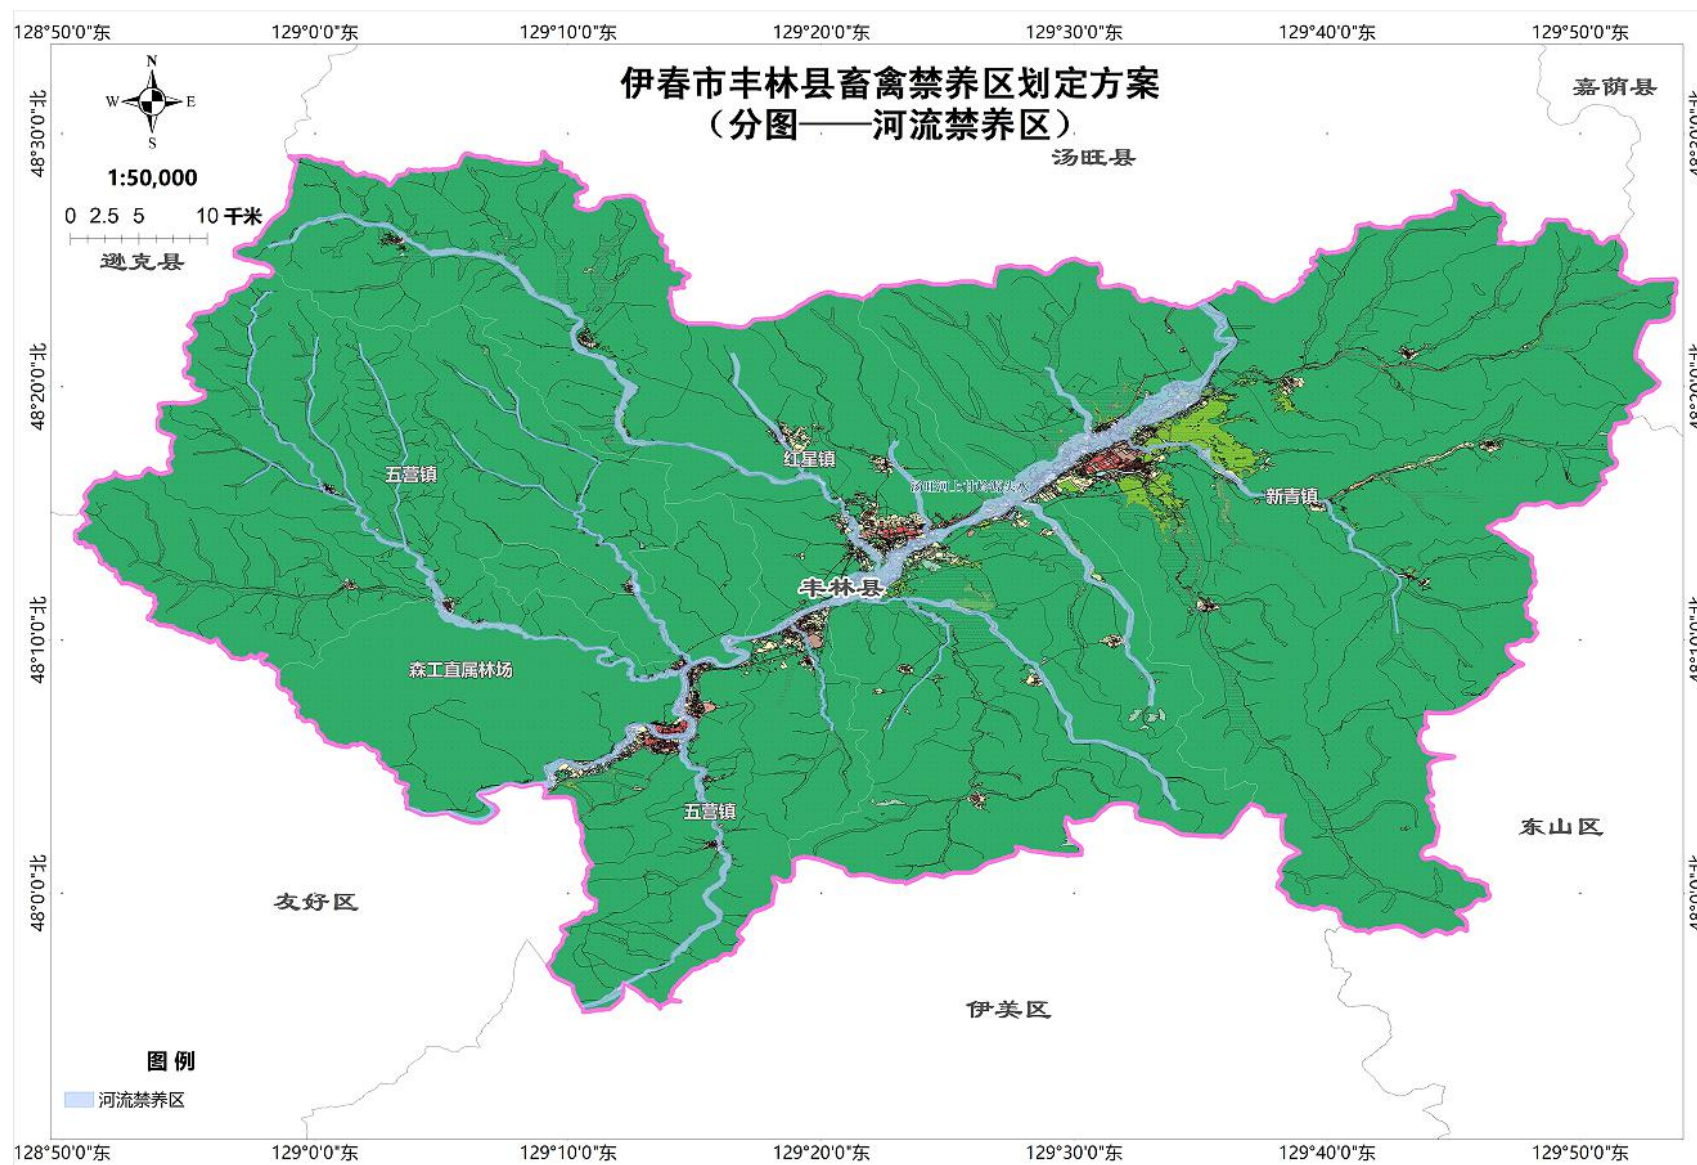 128°50'0"东 129°0'0"东 129°10'0"东 129°20'0"东 129°30'0"东 129°40'0"东 129°50'0"东
伊春市丰林县畜禽禁养区划定方案
（分图——河流禁养区）
N
W E
S
1:50,000
0 2.5 5 10 千米
嘉荫县
汤旺县
逊克县
48°30'0"北
48°20'0"北
48°10'0"北
48°0'0"北
五营镇
红星镇
新青镇
丰林县
森工直属林场
五营镇
东山区
友好区
伊美区
图 例
河流禁养区
128°50'0"东 129°0'0"东 129°10'0"东 129°20'0"东 129°30'0"东 129°40'0"东 129°50'0"东